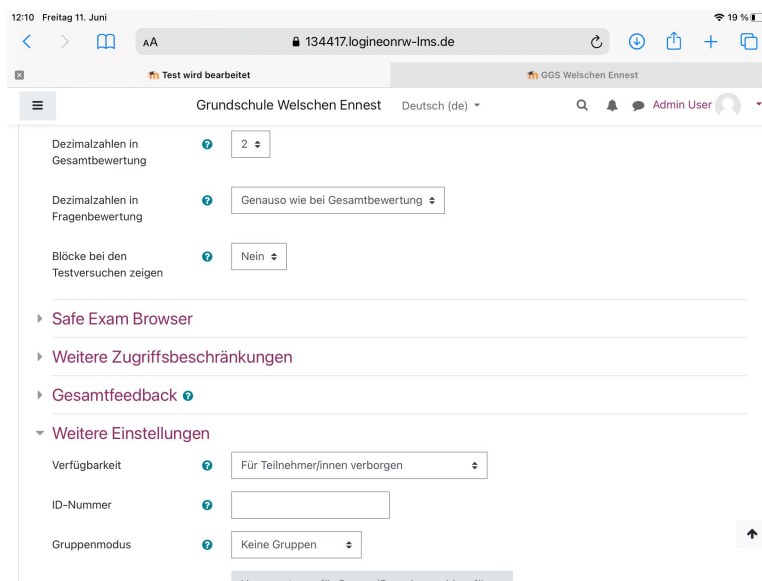 12:10 Freitag 11. Juni 19 %
AA 134417.logineonrw-lms.de
Test wird bearbeitet GGS Welschen Ennest
Grundschule Welschen Ennest Deutsch (de) Admin User
Dezimalzahlen in
Gesamtbewertung
2
Dezimalzahlen in
Fragenbewertung
Genauso wie bei Gesamtbewertung
Blöcke bei den
Testversuchen zeigen
Nein
Safe Exam Browser
Weitere Zugriffsbeschränkungen
Gesamtfeedback
Weitere Einstellungen
Verfügbarkeit Für Teilnehmer/innen verborgen
ID-Nummer
Gruppenmodus Keine Gruppen